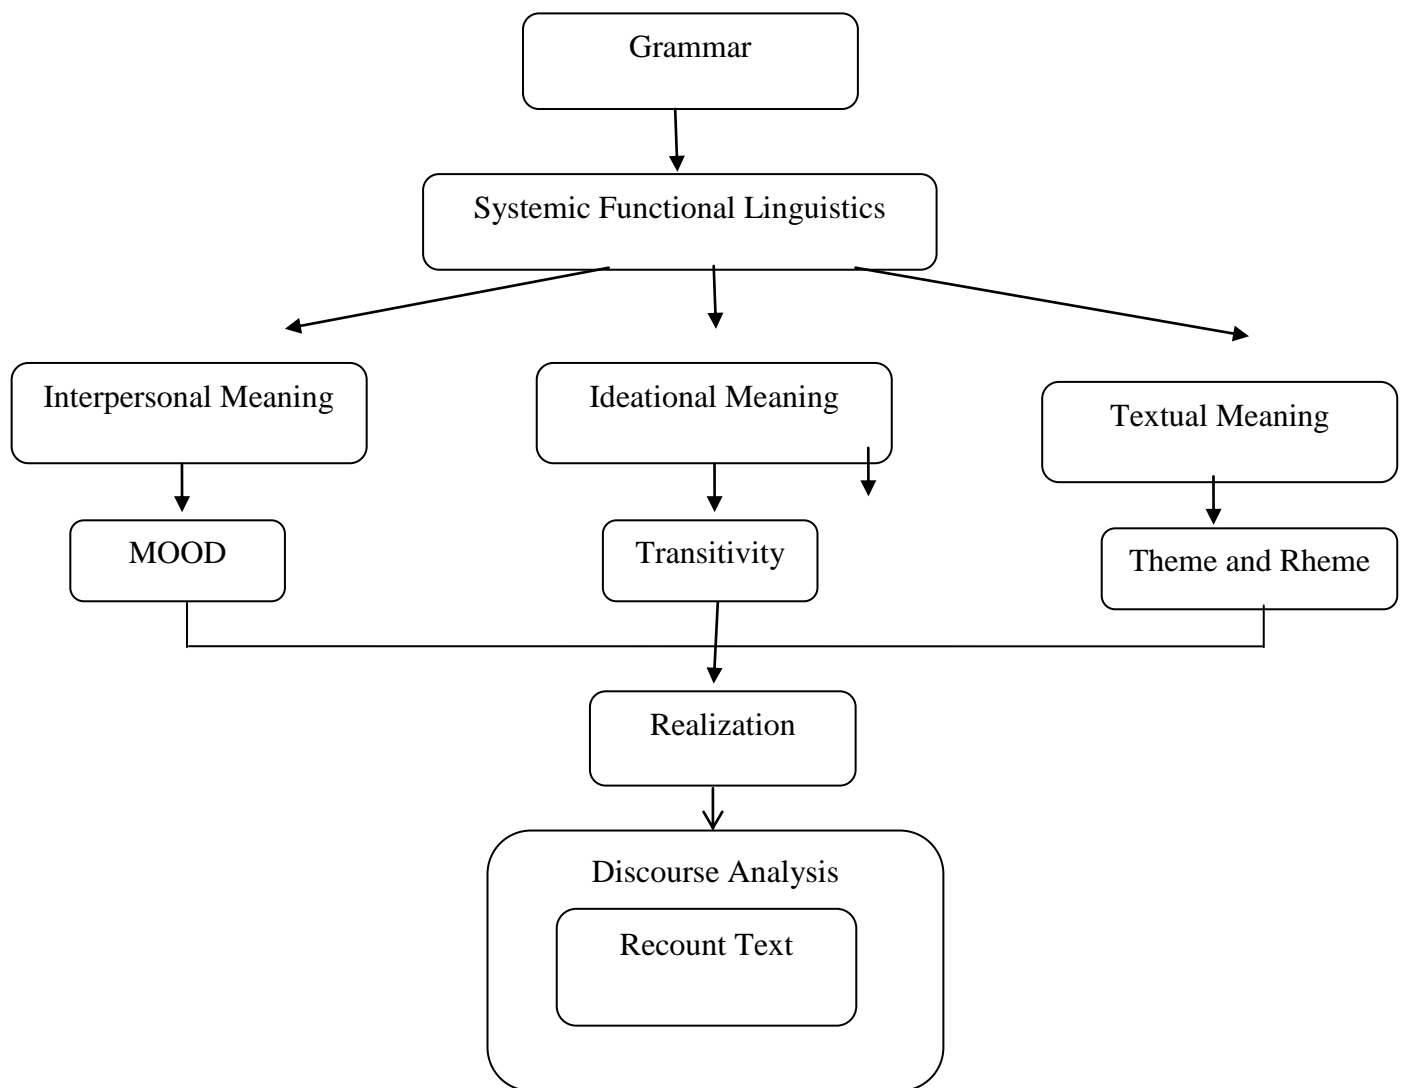 Grammar
Systemic Functional Linguistics
Interpersonal Meaning
Ideational Meaning
Textual Meaning
MOOD
Transitivity
Theme and Rheme
Realization
Discourse Analysis
Recount Text